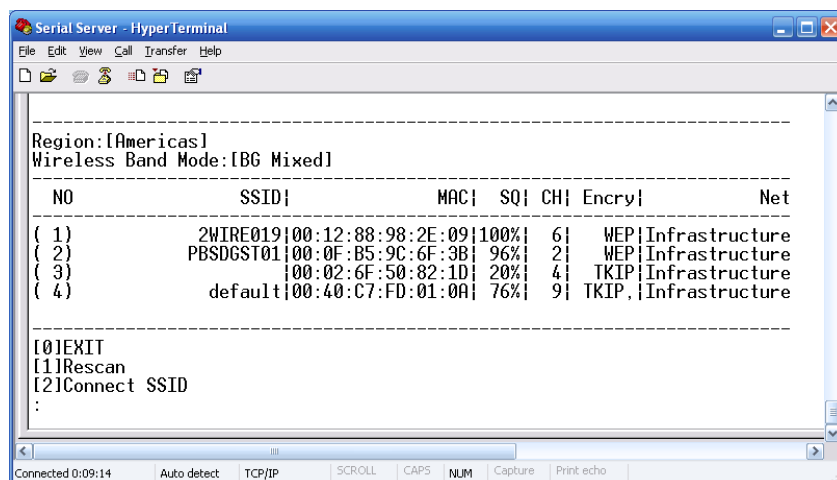 Serial Server - HyperTerminal
File Edit View Call Transfer Help
--------------------------------------------------------------------------
Region:[Americas]
Wireless Band Mode:[BG Mixed]
--------------------------------------------------------------------------
NO SSID| MAC| SQ| CH| Encry| Net
--------------------------------------------------------------------------
( 1) 2WIRE019|00:12:88:98:2E:09|100%| 6| WEP|Infrastructure
( 2) PBSDGST01|00:0F:B5:9C:6F:3B| 96%| 2| WEP|Infrastructure
( 3) |00:02:6F:50:82:1D| 20%| 4| TKIP|Infrastructure
( 4) default|00:40:C7:FD:01:0A| 76%| 9| TKIP,|Infrastructure
--------------------------------------------------------------------------
[0]EXIT
[1]Rescan
[2]Connect SSID
:
Connected 0:09:14 Auto detect TCP/IP SCROLL CAPS NUM Capture Print echo